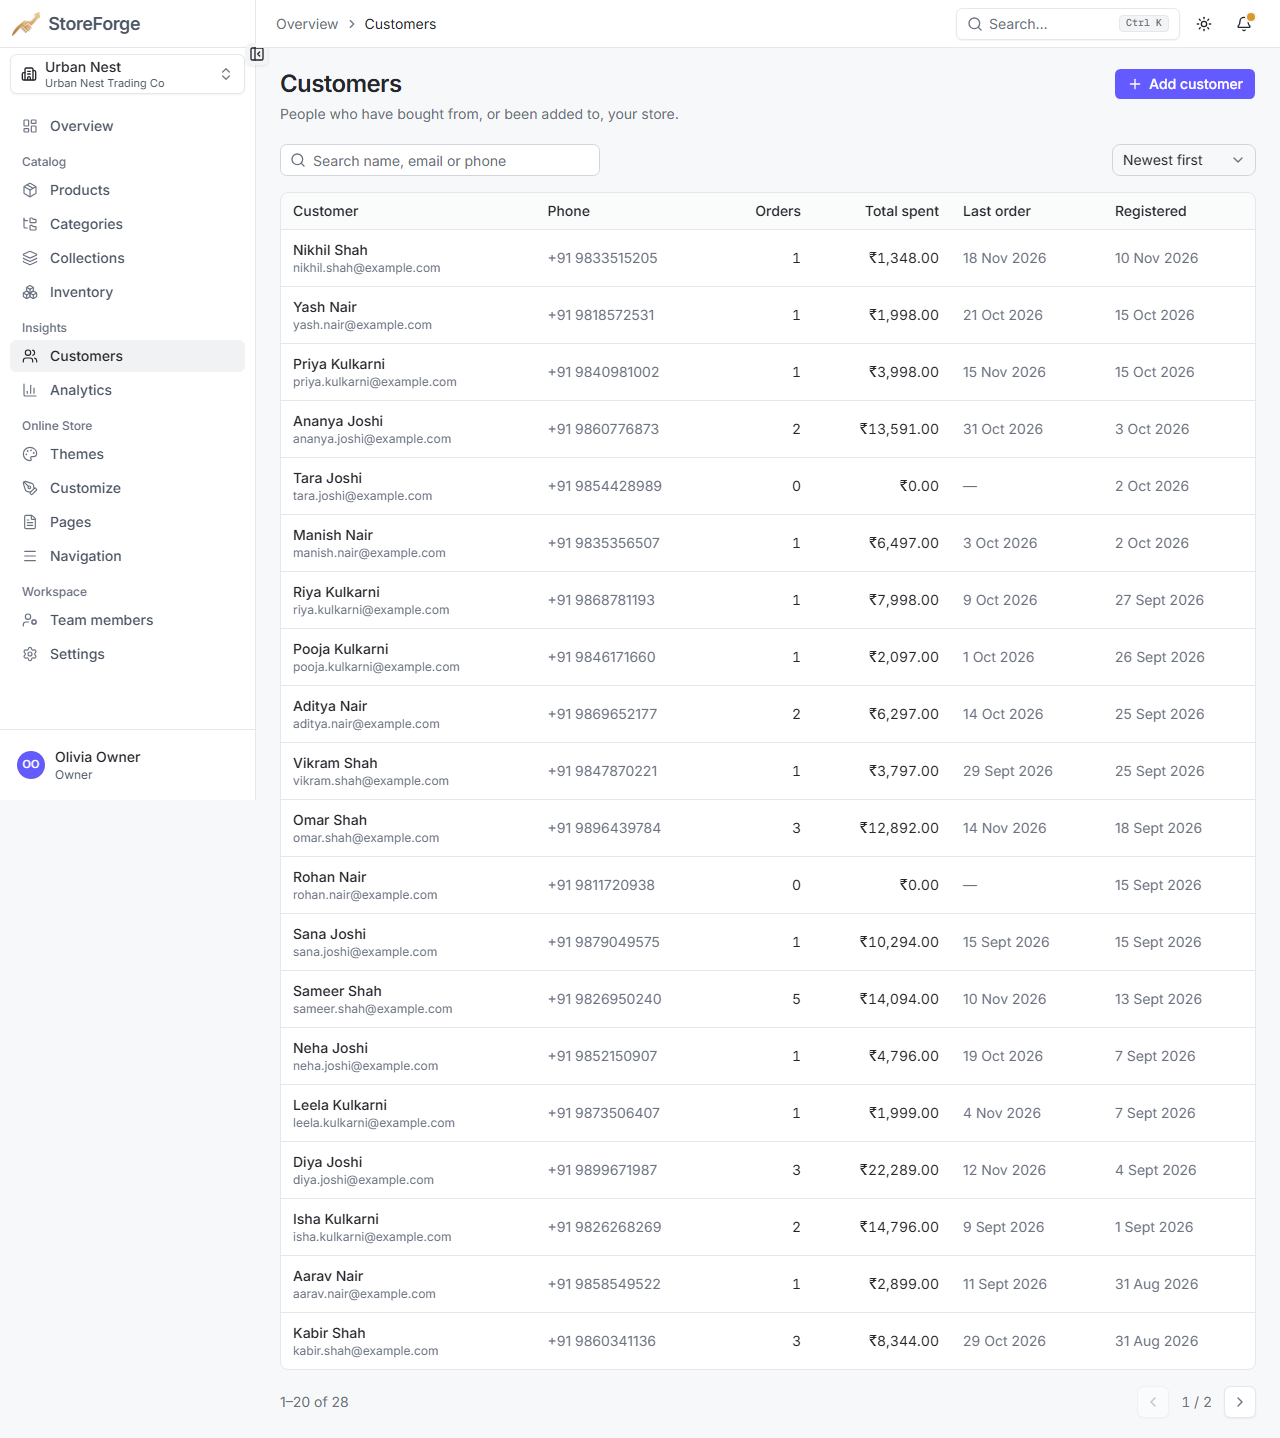 StoreForge
Overview > Customers
Search...
Ctrl K
Urban Nest
Urban Nest Trading Co
Overview
Catalog
Products
Categories
Collections
Inventory
Insights
Customers
Analytics
Online Store
Themes
Customize
Pages
Navigation
Workspace
Team members
Settings
OO
Olivia Owner
Owner
Customers
Add customer
People who have bought from, or been added to, your store.
Search name, email or phone
Newest first
Customer Phone Orders Total spent Last order Registered
Nikhil Shah
nikhil.shah@example.com
+91 9833515205 1 ₹1,348.00 18 Nov 2026 10 Nov 2026
Yash Nair
yash.nair@example.com
+91 9818572531 1 ₹1,998.00 21 Oct 2026 15 Oct 2026
Priya Kulkarni
priya.kulkarni@example.com
+91 9840981002 1 ₹3,998.00 15 Nov 2026 15 Oct 2026
Ananya Joshi
ananya.joshi@example.com
+91 9860776873 2 ₹13,591.00 31 Oct 2026 3 Oct 2026
Tara Joshi
tara.joshi@example.com
+91 9854428989 0 ₹0.00 — 2 Oct 2026
Manish Nair
manish.nair@example.com
+91 9835356507 1 ₹6,497.00 3 Oct 2026 2 Oct 2026
Riya Kulkarni
riya.kulkarni@example.com
+91 9868781193 1 ₹7,998.00 9 Oct 2026 27 Sept 2026
Pooja Kulkarni
pooja.kulkarni@example.com
+91 9846171660 1 ₹2,097.00 1 Oct 2026 26 Sept 2026
Aditya Nair
aditya.nair@example.com
+91 9869652177 2 ₹6,297.00 14 Oct 2026 25 Sept 2026
Vikram Shah
vikram.shah@example.com
+91 9847870221 1 ₹3,797.00 29 Sept 2026 25 Sept 2026
Omar Shah
omar.shah@example.com
+91 9896439784 3 ₹12,892.00 14 Nov 2026 18 Sept 2026
Rohan Nair
rohan.nair@example.com
+91 9811720938 0 ₹0.00 — 15 Sept 2026
Sana Joshi
sana.joshi@example.com
+91 9879049575 1 ₹10,294.00 15 Sept 2026 15 Sept 2026
Sameer Shah
sameer.shah@example.com
+91 9826950240 5 ₹14,094.00 10 Nov 2026 13 Sept 2026
Neha Joshi
neha.joshi@example.com
+91 9852150907 1 ₹4,796.00 19 Oct 2026 7 Sept 2026
Leela Kulkarni
leela.kulkarni@example.com
+91 9873506407 1 ₹1,999.00 4 Nov 2026 7 Sept 2026
Diya Joshi
diya.joshi@example.com
+91 9899671987 3 ₹22,289.00 12 Nov 2026 4 Sept 2026
Isha Kulkarni
isha.kulkarni@example.com
+91 9826268269 2 ₹14,796.00 9 Sept 2026 1 Sept 2026
Aarav Nair
aarav.nair@example.com
+91 9858549522 1 ₹2,899.00 11 Sept 2026 31 Aug 2026
Kabir Shah
kabir.shah@example.com
+91 9860341136 3 ₹8,344.00 29 Oct 2026 31 Aug 2026
1–20 of 28
1 / 2